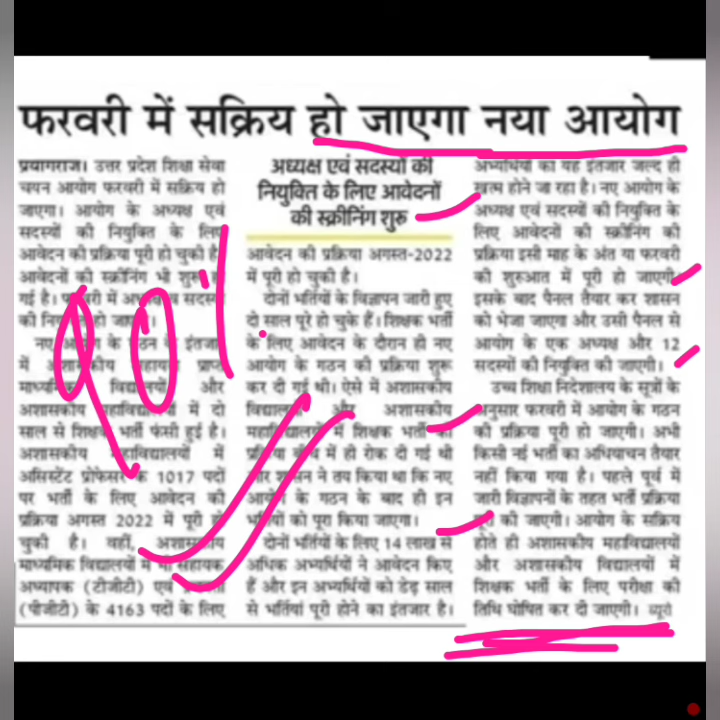 फरवरी में सक्रिय हो जाएगा नया आयोग
प्रयागराज। उत्तर प्रदेश शिक्षा सेवा
चयन आयोग फरवरी में सक्रिय हो
जाएगा। आयोग के अध्यक्ष एवं
सदस्यों की नियुक्ति के लिए
आवेदन की प्रक्रिया पूरी हो चुकी है
आवेदनों की स्क्रीनिंग भी शुरू हो
गई है। में सदस्यों
की हो
नए के गठन इंतजार
में प्राप्त
विद्यालयों और
अशासकीय में दो
साल से शिक्षक भर्ती फंसी हुई है।
अशासकीय महाविद्यालयों में
असिस्टेंट प्रोफेसर के 1017 पदों
पर भर्ती के लिए आवेदन की
प्रक्रिया अगस्त 2022 में पूरी हो
चुकी है। वहीं, अशासकीय
माध्यमिक विद्यालयों में सहायक
अध्यापक (टीजीटी) एवं
(पीजीटी) के 4163 पदों के लिए
अध्यक्ष एवं सदस्यों की
नियुक्ति के लिए आवेदनों
की स्क्रीनिंग शुरू
आवेदन की प्रक्रिया अगस्त-2022
में पूरी हो चुकी है।
दोनों भर्तियों के विज्ञापन जारी हुए
दो साल पूरे हो चुके हैं। शिक्षक भर्ती
के लिए आवेदन के दौरान ही नए
आयोग के गठन की प्रक्रिया शुरू
कर दी गई थी। ऐसे में अशासकीय
और अशासकीय
महाविद्यालयों में शिक्षक भर्ती की
में ही रोक दी गई थी
ने तय किया था कि नए
के गठन के बाद ही इन
को पूरा किया जाएगा।
दोनों भर्तियों के लिए 14 लाख से
अधिक अभ्यर्थियों ने आवेदन किए
हैं और इन अभ्यर्थियों को डेढ़ साल
से भर्तियां पूरी होने का इंतजार है।
अभ्यर्थियों का यह इंतजार जल्द ही
खत्म होने जा रहा है। नए आयोग के
अध्यक्ष एवं सदस्यों की नियुक्ति के
लिए आवेदनों की स्क्रीनिंग की
प्रक्रिया इसी माह के अंत या फरवरी
की शुरुआत में पूरी हो जाएगी।
इसके बाद पैनल तैयार कर शासन
को भेजा जाएगा और उसी पैनल से
आयोग के एक अध्यक्ष और 12
सदस्यों की नियुक्ति की जाएगी।
उच्च शिक्षा निदेशालय के सूत्रों के
अनुसार फरवरी में आयोग के गठन
की प्रक्रिया पूरी हो जाएगी। अभी
किसी नई भर्ती का अधियाचन तैयार
नहीं किया गया है। पहले पूर्व में
जारी विज्ञापनों के तहत भर्ती प्रक्रिया
की जाएगी। आयोग के सक्रिय
होते ही अशासकीय महाविद्यालयों
और अशासकीय विद्यालयों में
शिक्षक भर्ती के लिए परीक्षा की
तिथि घोषित कर दी जाएगी। ब्यूरो